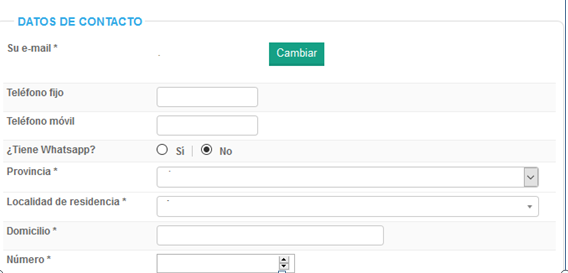 DATOS DE CONTACTO
Su e-mail *
Cambiar
Teléfono fijo
Teléfono móvil
¿Tiene Whatsapp?
Sì | No
Provincia *
Localidad de residencia *
Domicilio *
Número *